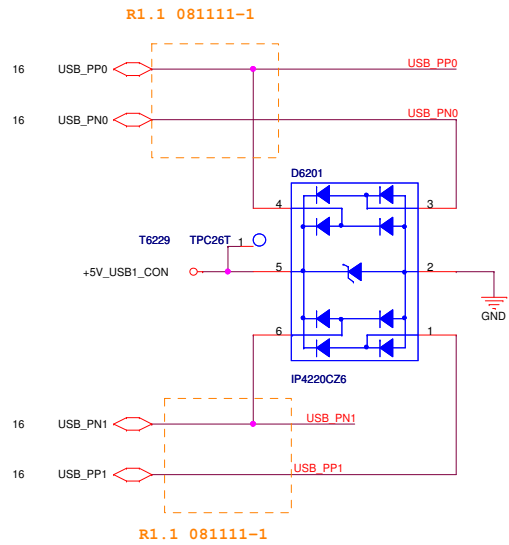 R1.1 081111-1
16 USB_PP0 USB_PP0
16 USB_PN0 USB_PN0
D6201
4 3
T6229 TPC26T 1
+5V_USB1_CON 5 2
GND
6 1
IP4220CZ6
16 USB_PN1 USB_PN1
16 USB_PP1 USB_PP1
R1.1 081111-1